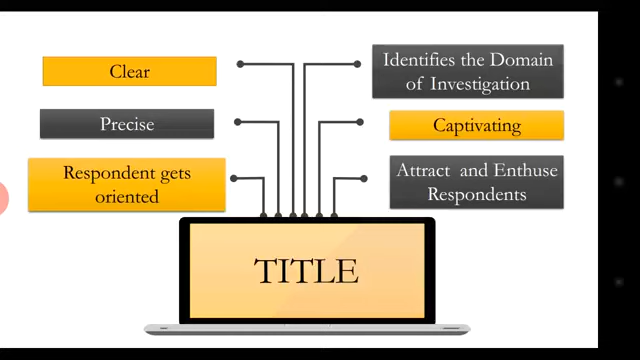 Clear
Precise
Respondent gets
oriented
Identifies the Domain
of Investigation
Captivating
Attract and Enthuse
Respondents
TITLE